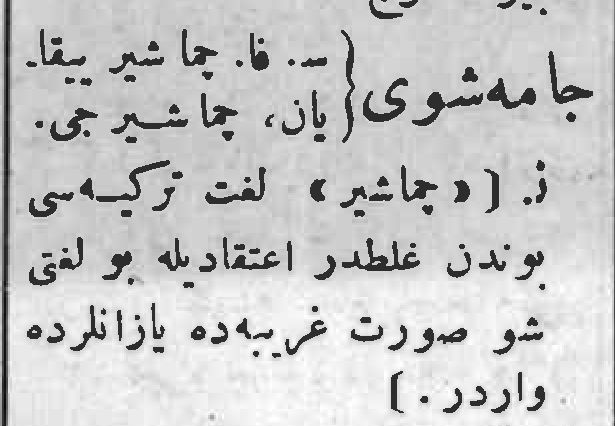 جامه‌شوی { سـ. فا. چماشیر ییقا-
یان، چماشیرجی.
ژ. [« چماشیر » لغت ترکیه‌سی
بوندن غلطدر اعتقادیله بو لغتی
شو صورت غریبه‌ده یازانلرده
واردر . ]